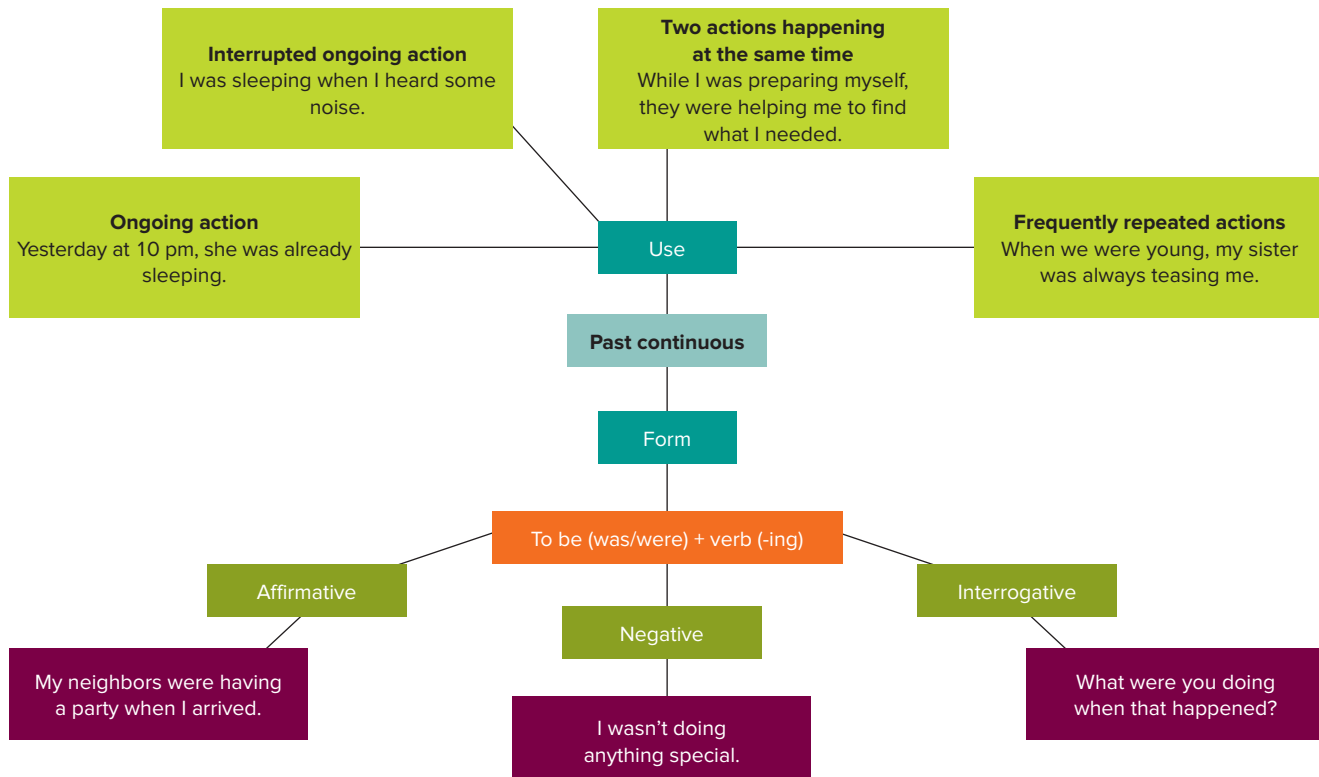 Interrupted ongoing action
I was sleeping when I heard some
noise.
Two actions happening
at the same time
While I was preparing myself,
they were helping me to find
what I needed.
Ongoing action
Yesterday at 10 pm, she was already
sleeping.
Use
Frequently repeated actions
When we were young, my sister
was always teasing me.
Past continuous
Form
To be (was/were) + verb (-ing)
Affirmative
Negative
Interrogative
My neighbors were having
a party when I arrived.
I wasn’t doing
anything special.
What were you doing
when that happened?